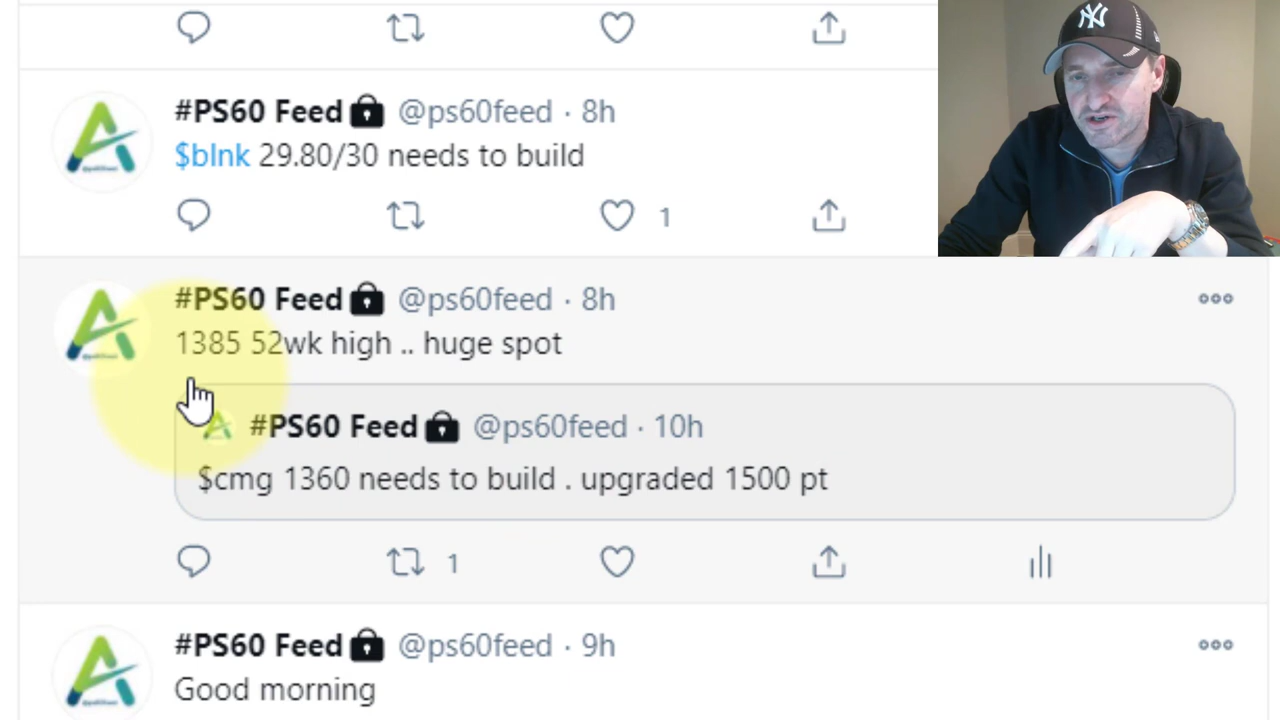 #PS60 Feed @ps60feed · 8h
$blnk 29.80/30 needs to build
1
#PS60 Feed @ps60feed · 8h
1385 52wk high .. huge spot
#PS60 Feed @ps60feed · 10h
$cmg 1360 needs to build . upgraded 1500 pt
1
#PS60 Feed @ps60feed · 9h
Good morning
NY